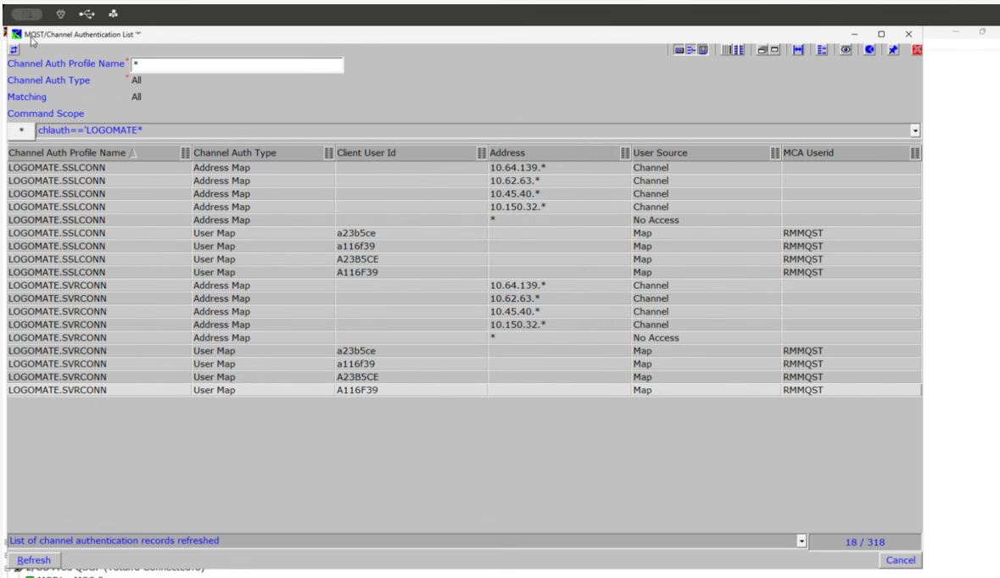 MQST/Channel Authentication List '*'
Channel Auth Profile Name * *
Channel Auth Type * All
Matching All
Command Scope
* chlauth=='LOGOMATE*
Channel Auth Profile Name Channel Auth Type Client User Id Address User Source MCA Userid
LOGOMATE.SSLCONN Address Map 10.64.139.* Channel
LOGOMATE.SSLCONN Address Map 10.62.63.* Channel
LOGOMATE.SSLCONN Address Map 10.45.40.* Channel
LOGOMATE.SSLCONN Address Map 10.150.32.* Channel
LOGOMATE.SSLCONN Address Map * No Access
LOGOMATE.SSLCONN User Map a23b5ce Map RMMQST
LOGOMATE.SSLCONN User Map a116f39 Map RMMQST
LOGOMATE.SSLCONN User Map A23B5CE Map RMMQST
LOGOMATE.SSLCONN User Map A116F39 Map RMMQST
LOGOMATE.SVRCONN Address Map 10.64.139.* Channel
LOGOMATE.SVRCONN Address Map 10.62.63.* Channel
LOGOMATE.SVRCONN Address Map 10.45.40.* Channel
LOGOMATE.SVRCONN Address Map 10.150.32.* Channel
LOGOMATE.SVRCONN Address Map * No Access
LOGOMATE.SVRCONN User Map a23b5ce Map RMMQST
LOGOMATE.SVRCONN User Map a116f39 Map RMMQST
LOGOMATE.SVRCONN User Map A23B5CE Map RMMQST
LOGOMATE.SVRCONN User Map A116F39 Map RMMQST
List of channel authentication records refreshed 18 / 318
Refresh Cancel